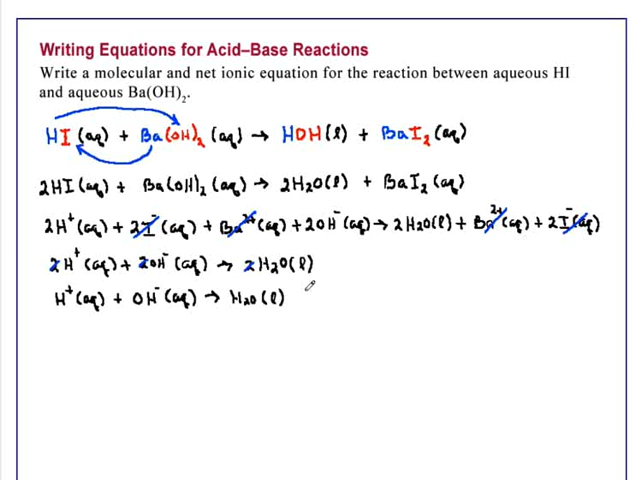 Writing Equations for Acid–Base Reactions
Write a molecular and net ionic equation for the reaction between aqueous HI
and aqueous Ba(OH)₂.
HI (aq) + Ba(OH)₂ (aq) → HOH(l) + BaI₂ (aq)
2HI(aq) + Ba(OH)₂ (aq) → 2H₂O(l) + BaI₂ (aq)
2H⁺(aq) + 2I⁻(aq) + Ba²⁺(aq) + 2OH⁻(aq) → 2H₂O(l) + Ba²⁺(aq) + 2I⁻(aq)
2H⁺(aq) + 2OH⁻(aq) → 2H₂O(l)
H⁺(aq) + OH⁻(aq) → H₂O(l)